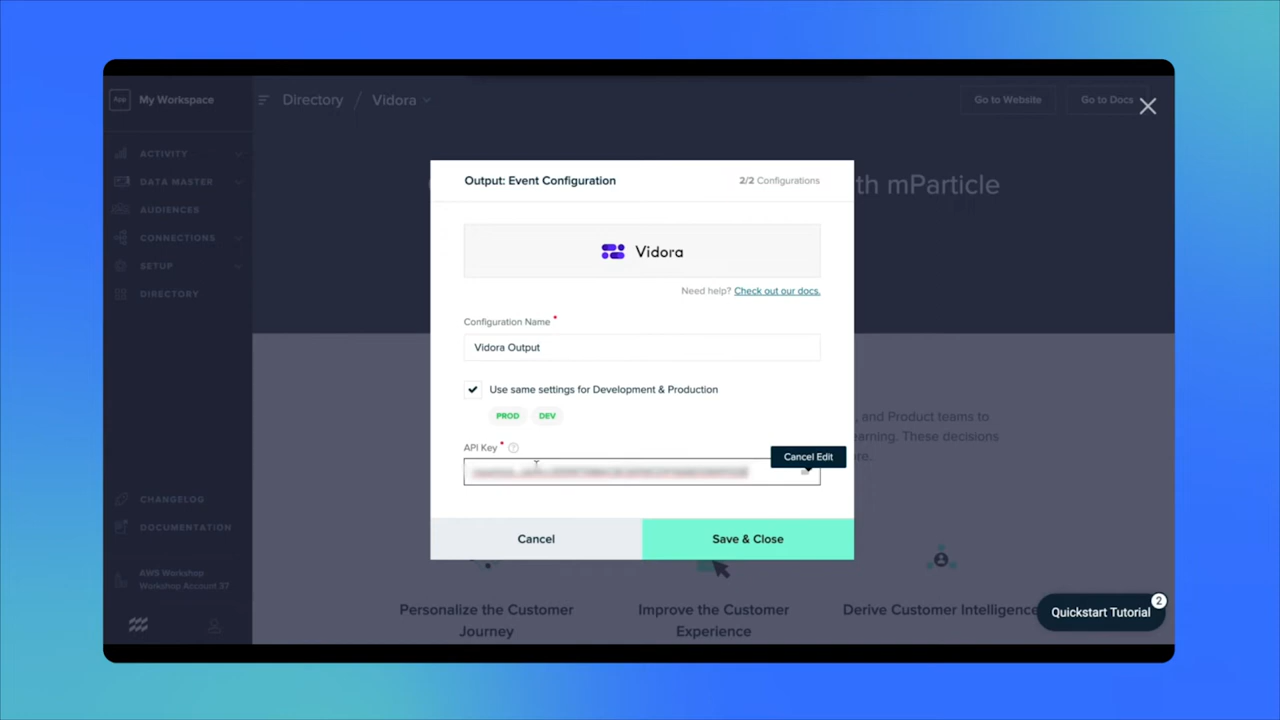 App My Workspace
Directory / Vidora
Go to Website
Go to Docs
ACTIVITY
DATA MASTER
AUDIENCES
CONNECTIONS
SETUP
DIRECTORY
CHANGELOG
DOCUMENTATION
AWS Workshop
Workshop Account 37
th mParticle
Output: Event Configuration
2/2 Configurations
Vidora
Need help? Check out our docs.
Configuration Name *
Vidora Output
Use same settings for Development & Production
PROD DEV
API Key * ?
Cancel Edit
Cancel
Save & Close
, and Product teams to
earning. These decisions
re.
Personalize the Customer
Journey
Improve the Customer
Experience
Derive Customer Intelligence
Quickstart Tutorial
2